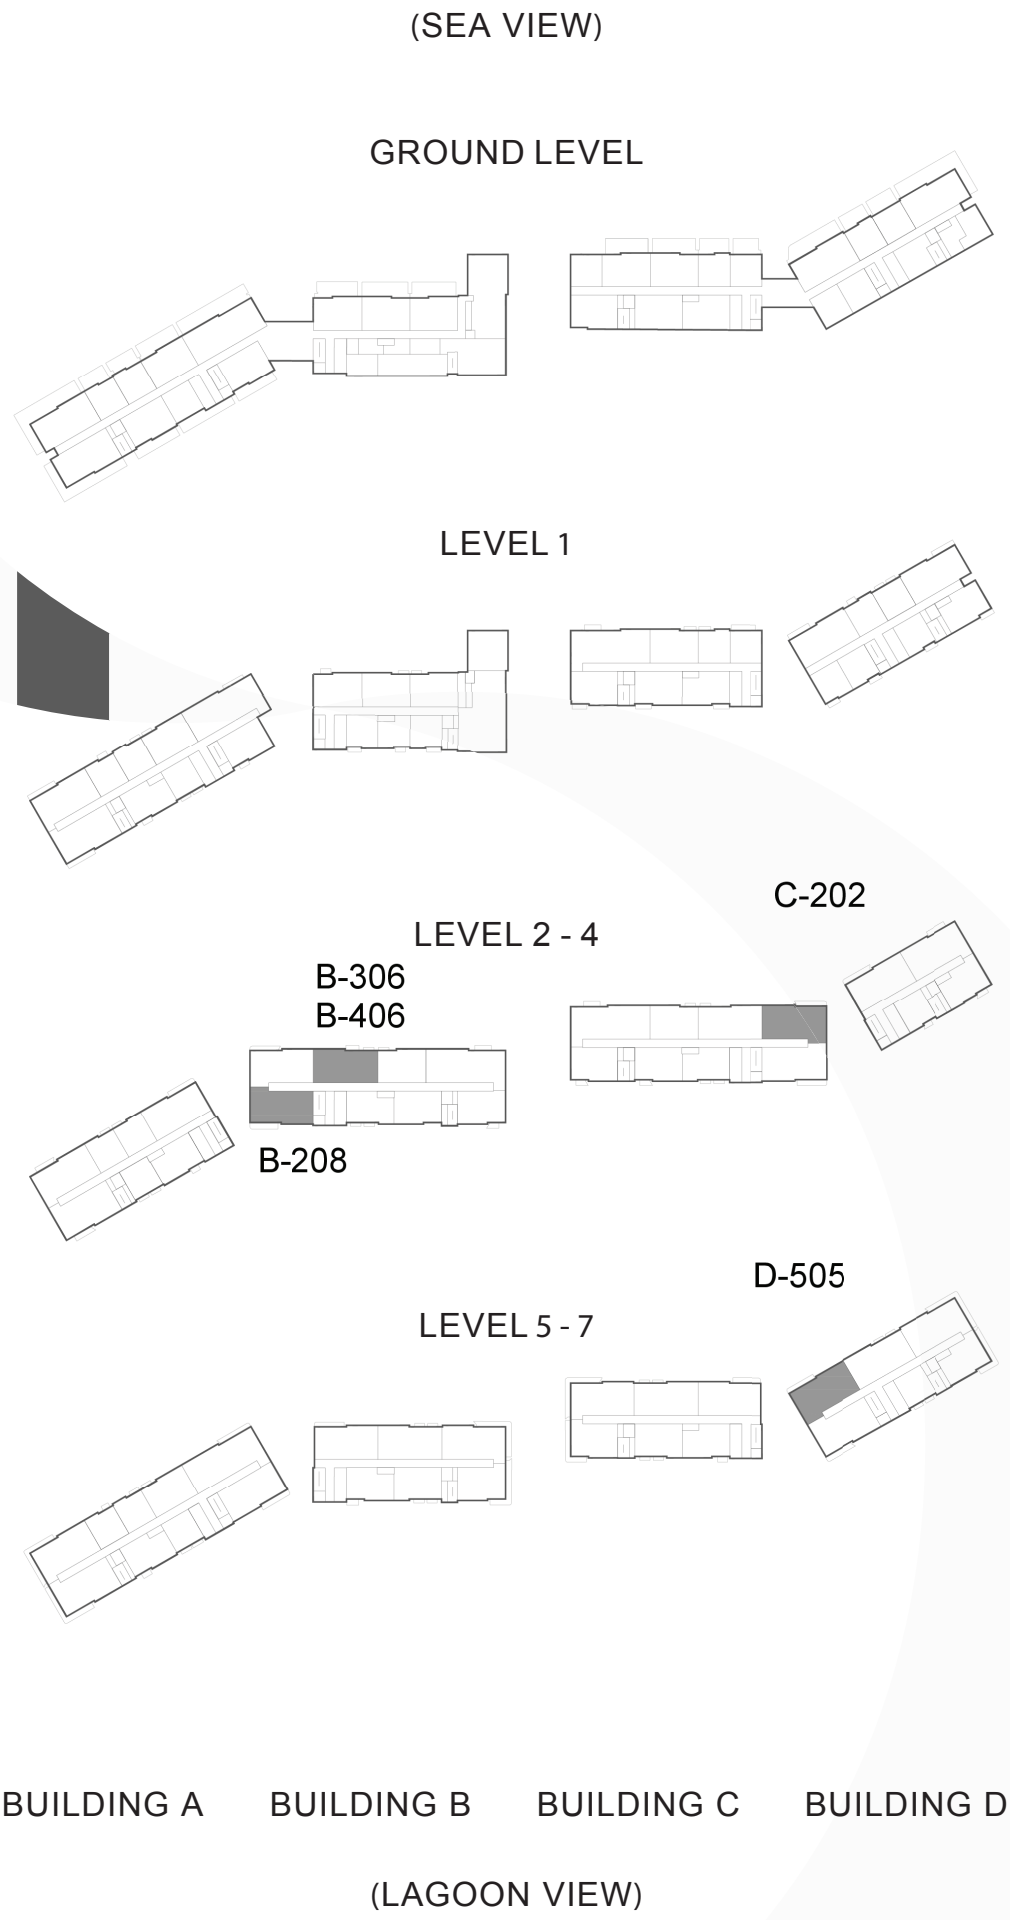 (SEA VIEW)
GROUND LEVEL
LEVEL 1
C-202
LEVEL 2 - 4
B-306
B-406
B-208
D-505
LEVEL 5 - 7
BUILDING A BUILDING B BUILDING C BUILDING D
(LAGOON VIEW)